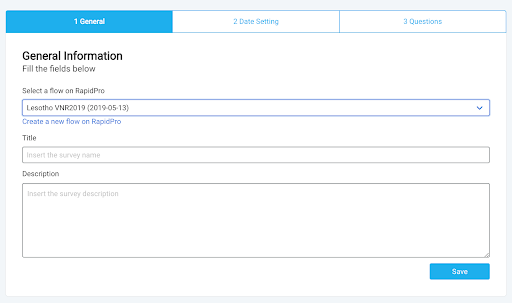 1 General
2 Date Setting
3 Questions
General Information
Fill the fields below
Select a flow on RapidPro
Lesotho VNR2019 (2019-05-13)
Create a new flow on RapidPro
Title
Insert the survey name
Description
Insert the survey description
Save